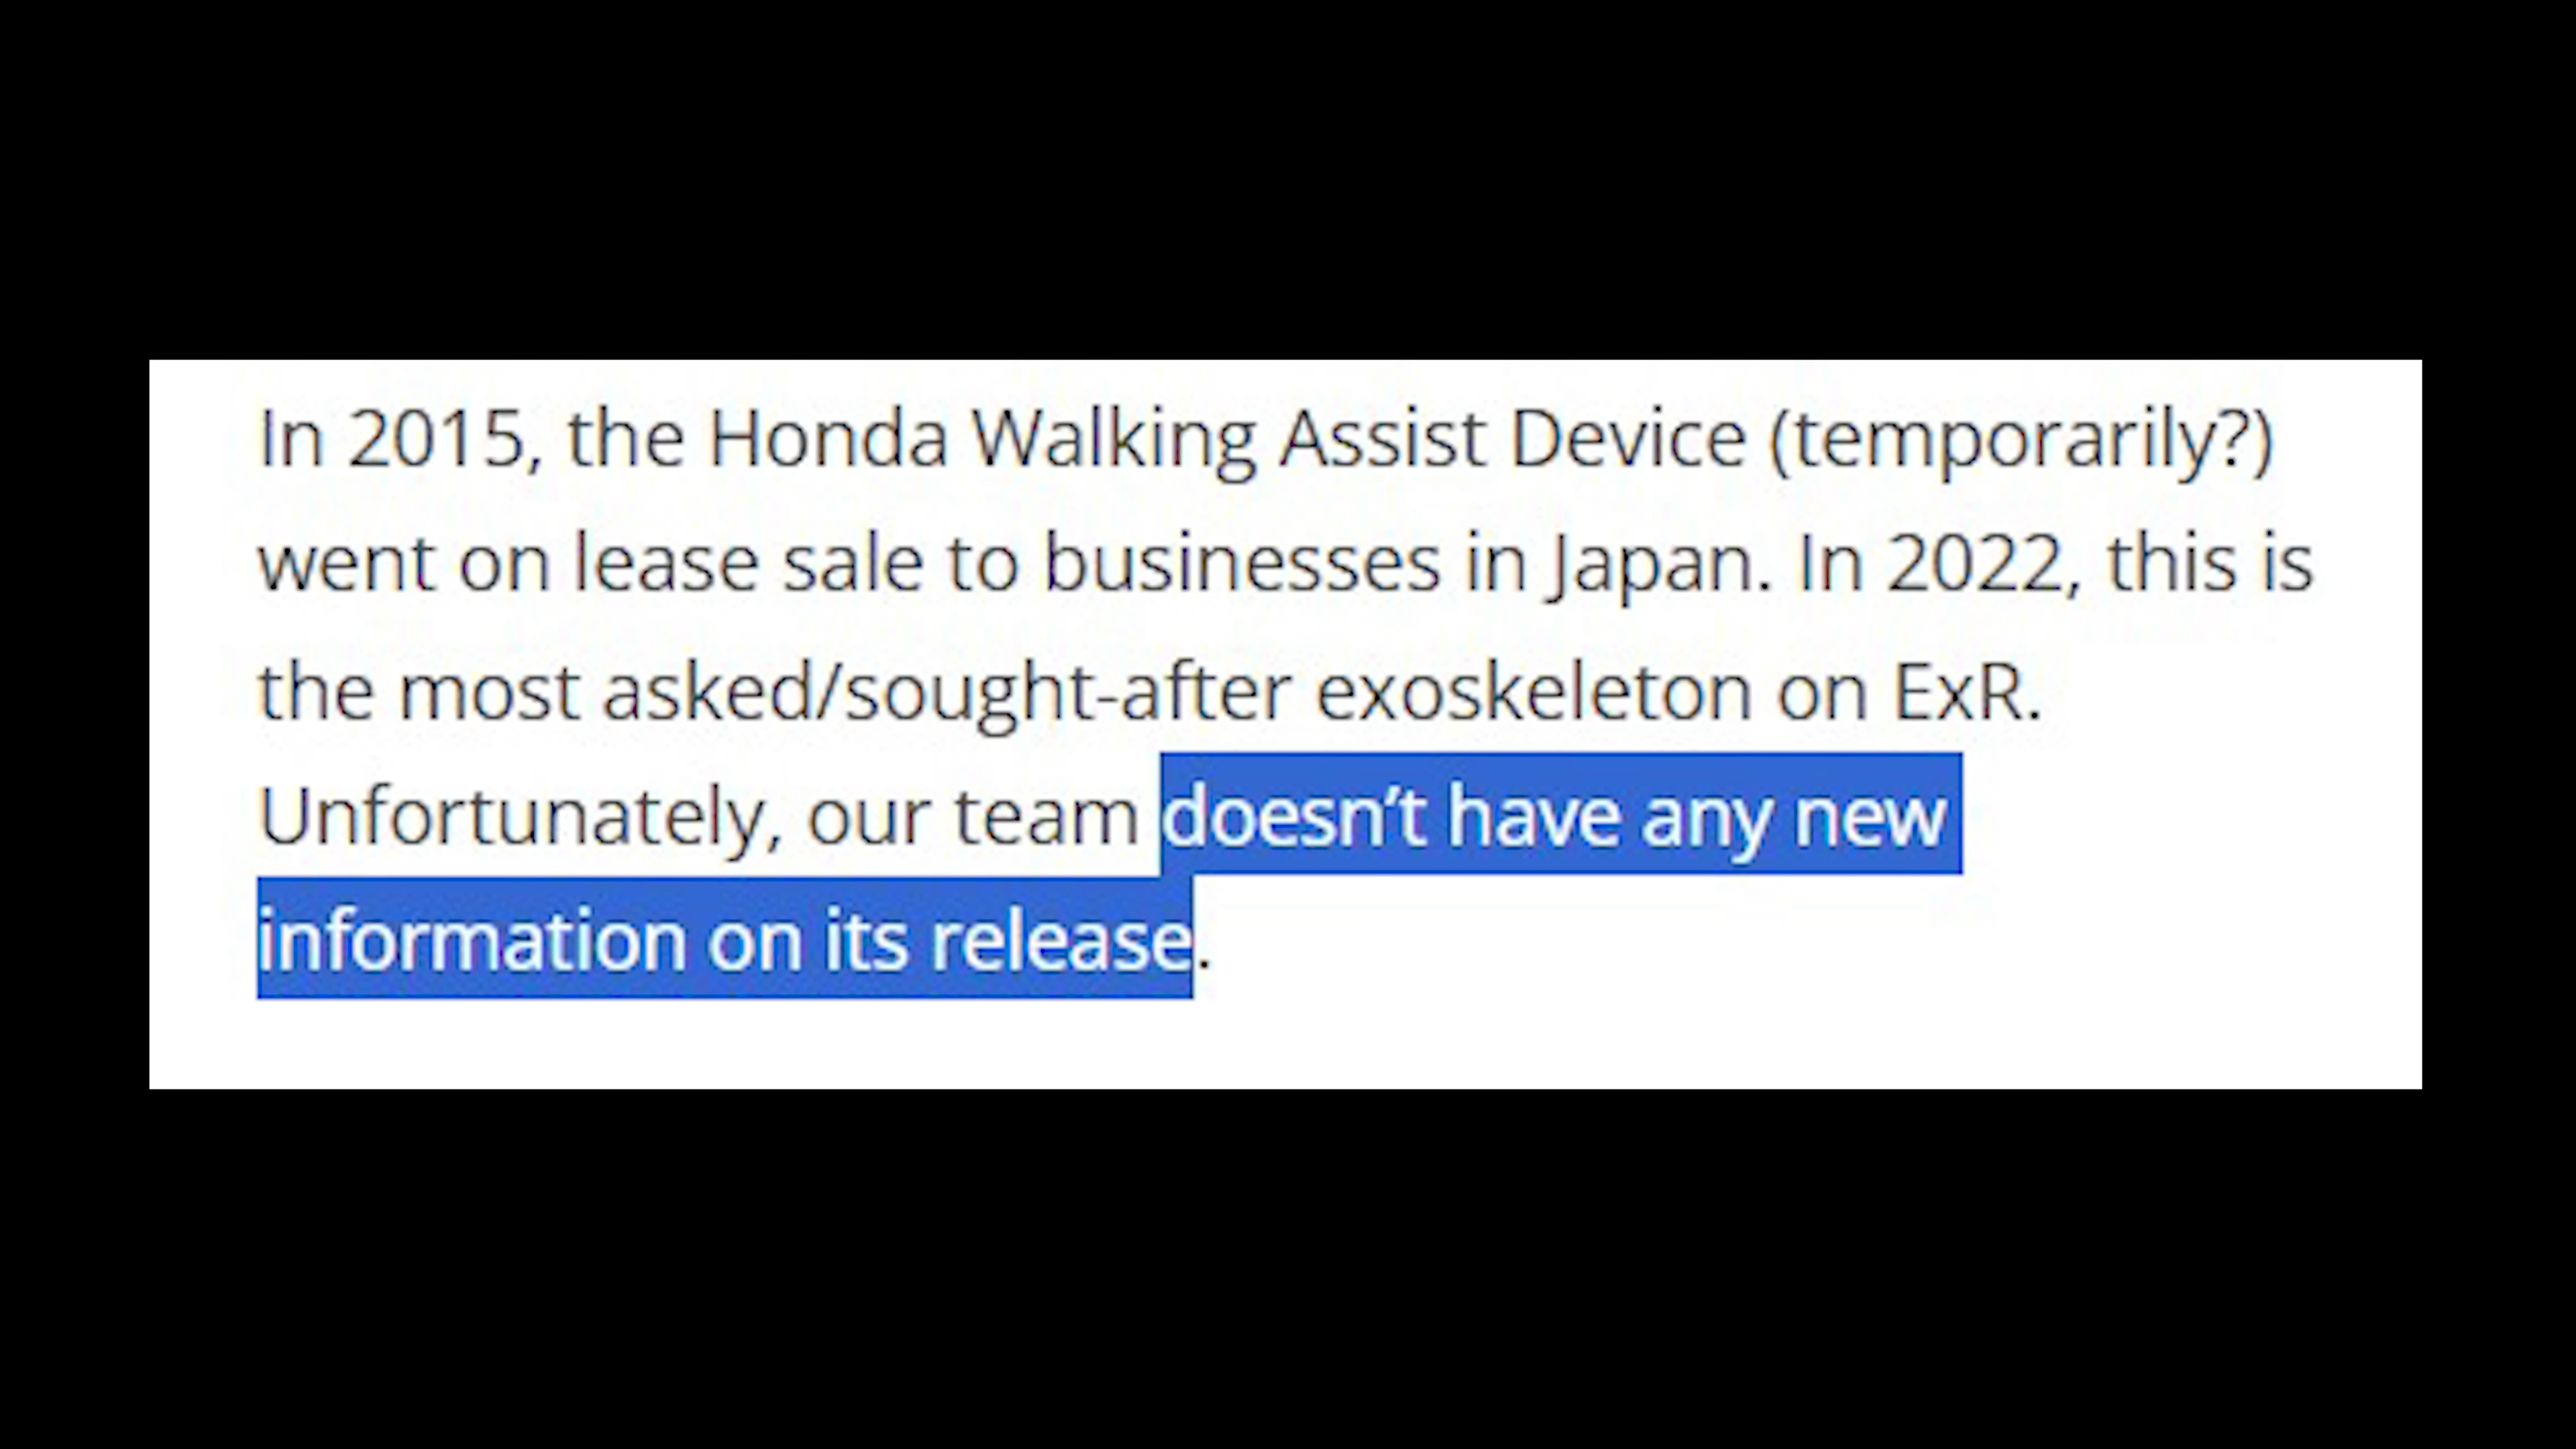 In 2015, the Honda Walking Assist Device (temporarily?)
went on lease sale to businesses in Japan. In 2022, this is
the most asked/sought-after exoskeleton on ExR.
Unfortunately, our team doesn’t have any new
information on its release.